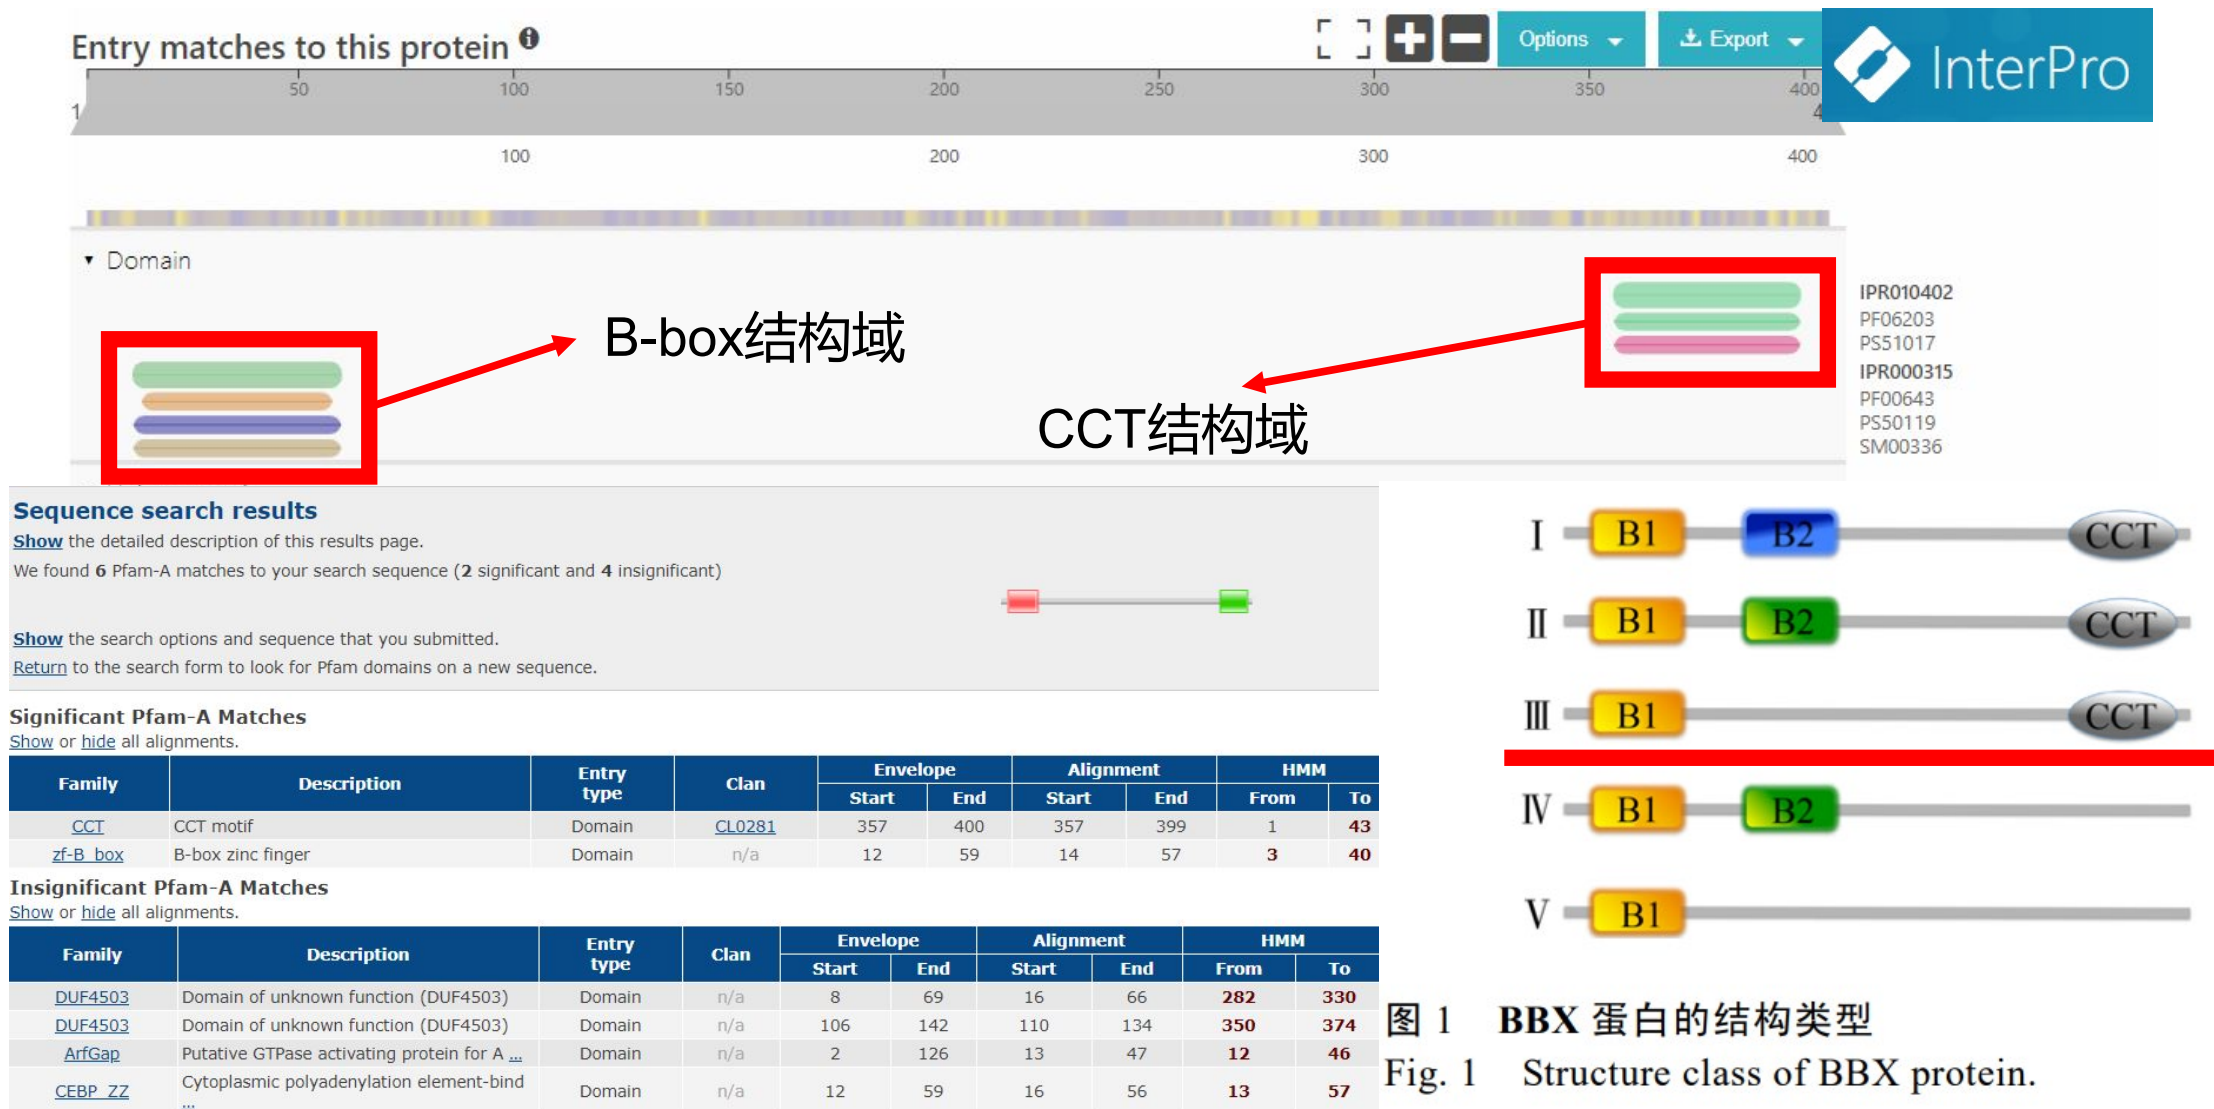 Entry matches to this protein
Options
Export
InterPro
50 100 150 200 250 300 350 400
1
4
100 200 300 400
Domain
B-box结构域
CCT结构域
IPR010402
PF06203
PS51017
IPR000315
PF00643
PS50119
SM00336
Sequence search results
Show the detailed description of this results page.
We found 6 Pfam-A matches to your search sequence (2 significant and 4 insignificant)
Show the search options and sequence that you submitted.
Return to the search form to look for Pfam domains on a new sequence.
Significant Pfam-A Matches
Show or hide all alignments.
Family Description Entry type Clan Envelope Alignment HMM
Start End Start End From To
CCT CCT motif Domain CL0281 357 400 357 399 1 43
zf-B_box B-box zinc finger Domain n/a 12 59 14 57 3 40
Insignificant Pfam-A Matches
Show or hide all alignments.
Family Description Entry type Clan Envelope Alignment HMM
Start End Start End From To
DUF4503 Domain of unknown function (DUF4503) Domain n/a 8 69 16 66 282 330
DUF4503 Domain of unknown function (DUF4503) Domain n/a 106 142 110 134 350 374
ArfGap Putative GTPase activating protein for A ... Domain n/a 2 126 13 47 12 46
CEBP_ZZ Cytoplasmic polyadenylation element-bind ... Domain n/a 12 59 16 56 13 57
Ⅰ B1 B2 CCT
Ⅱ B1 B2 CCT
Ⅲ B1 CCT
Ⅳ B1 B2
Ⅴ B1
图 1 BBX 蛋白的结构类型
Fig. 1 Structure class of BBX protein.